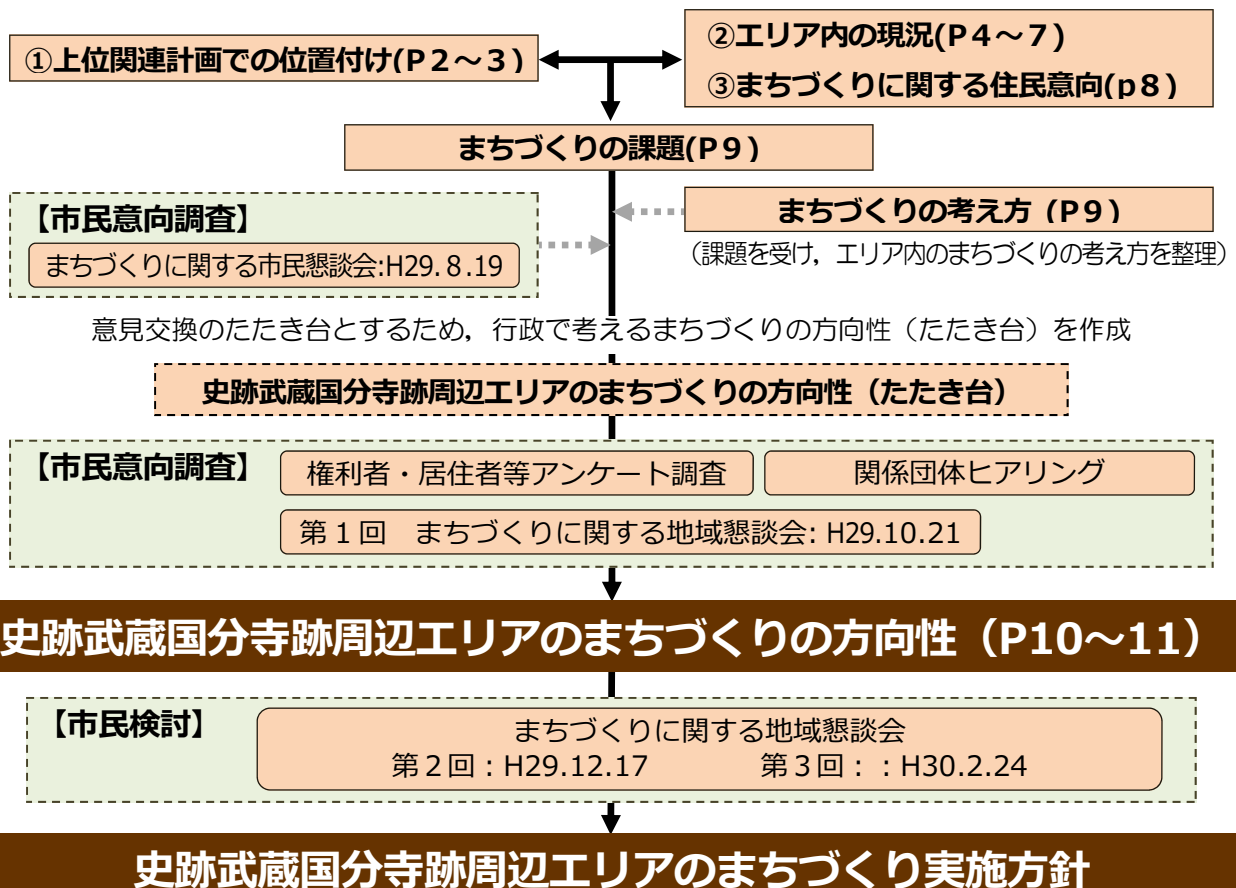 ①上位関連計画での位置付け(P２～３)
②エリア内の現況(P４～７)
③まちづくりに関する住民意向(p８)
まちづくりの課題(P９)
【市民意向調査】
まちづくりに関する市民懇談会:H29.８.19
まちづくりの考え方（P９)
（課題を受け，エリア内のまちづくりの考え方を整理）
意見交換のたたき台とするため，行政で考えるまちづくりの方向性（たたき台）を作成
史跡武蔵国分寺跡周辺エリアのまちづくりの方向性（たたき台）
【市民意向調査】
権利者・居住者等アンケート調査
関係団体ヒアリング
第１回　まちづくりに関する地域懇談会: H29.10.21
史跡武蔵国分寺跡周辺エリアのまちづくりの方向性（P10～11）
【市民検討】
まちづくりに関する地域懇談会
第２回：H29.12.17　第３回：：H30.2.24
史跡武蔵国分寺跡周辺エリアのまちづくり実施方針